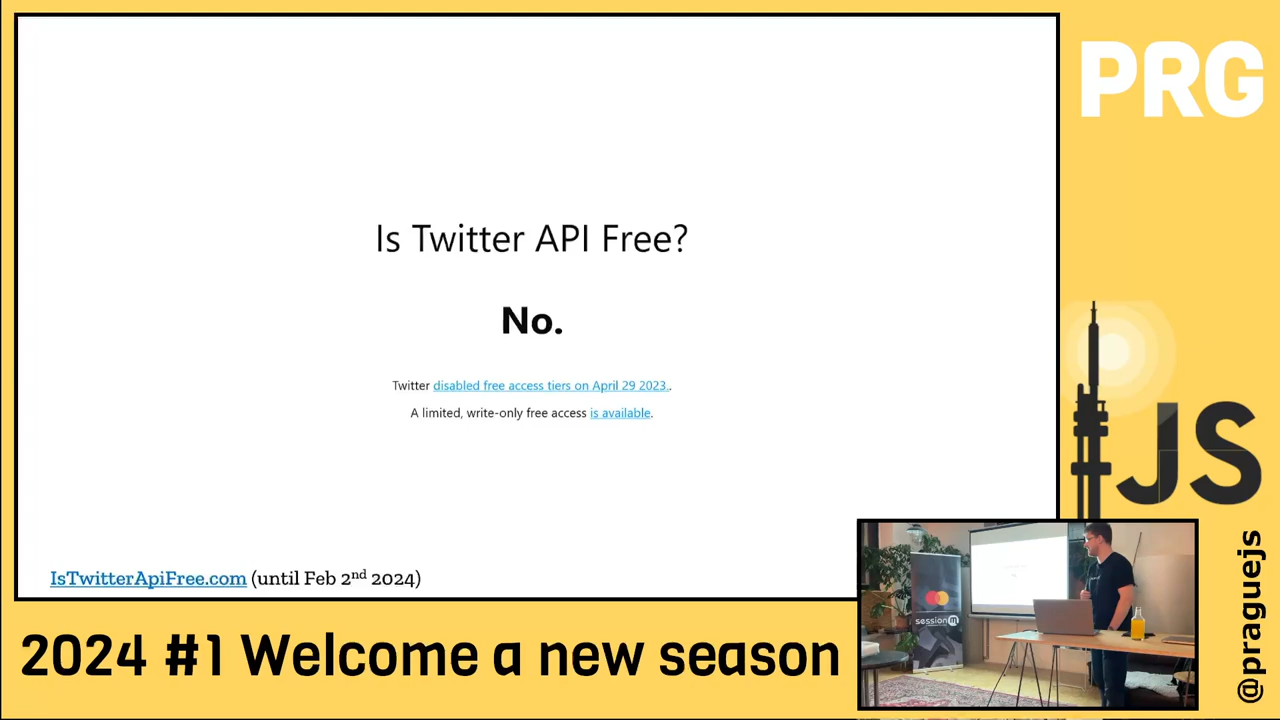 Is Twitter API Free?
No.
Twitter disabled free access tiers on April 29 2023..
A limited, write-only free access is available.
IsTwitterApiFree.com (until Feb 2nd 2024)
PRG
JS
@praguejs
sessionm
2024 #1 Welcome a new season